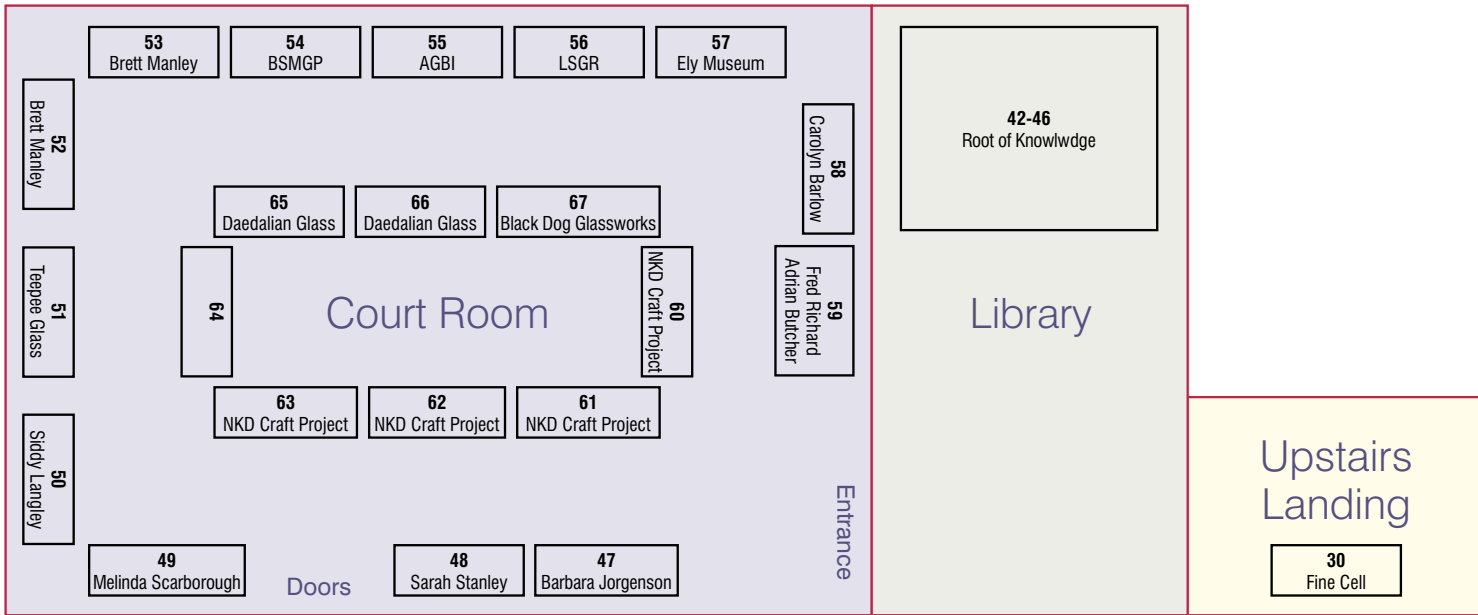 53
Brett Manley
54
BSMGP
55
AGBI
56
LSGR
57
Ely Museum
52
Brett Manley
58
Carolyn Barlow
42-46
Root of Knowlwdge
65
Daedalian Glass
66
Daedalian Glass
67
Black Dog Glassworks
51
Teepee Glass
64
Court Room
60
NKD Craft Project
59
Fred Richard
Adrian Butcher
Library
63
NKD Craft Project
62
NKD Craft Project
61
NKD Craft Project
50
Siddy Langley
Entrance
Upstairs
Landing
49
Melinda Scarborough
Doors
48
Sarah Stanley
47
Barbara Jorgenson
30
Fine Cell